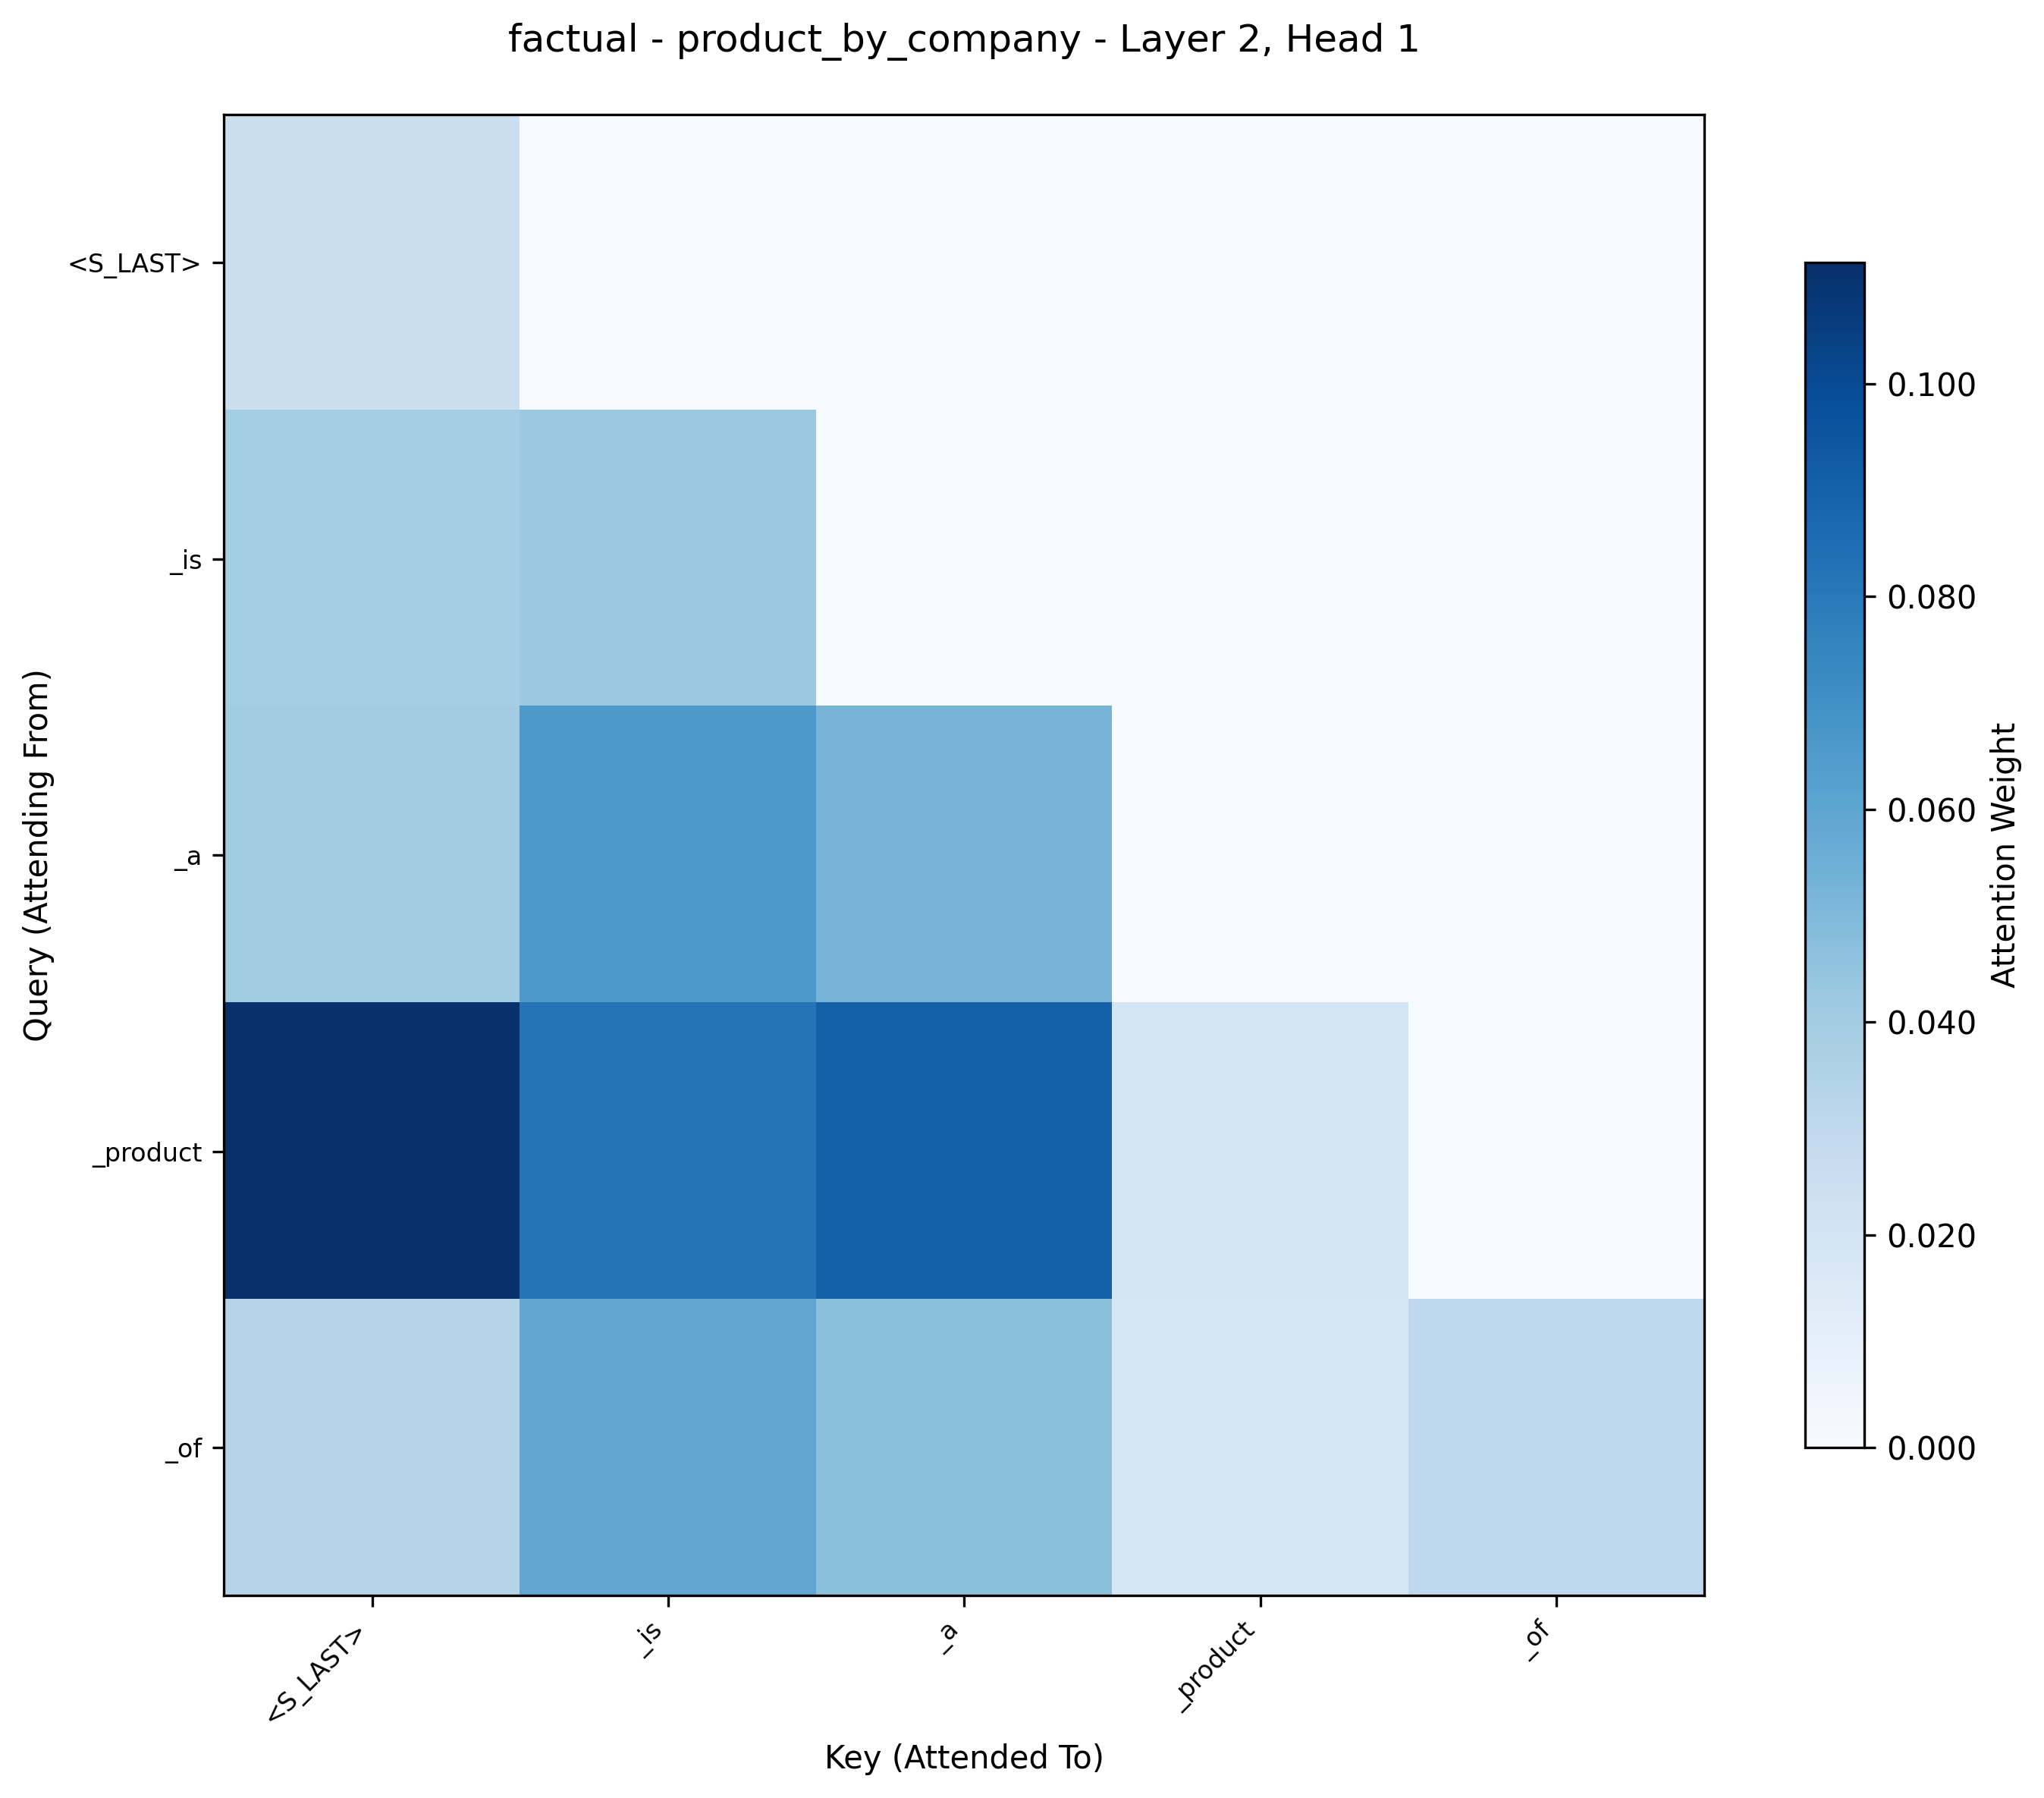 factual - product_by_company - Layer 2, Head 1
Query (Attending From)
<S_LAST>
_is
_a
_product
_of
<S_LAST>
_is
_a
_product
_of
Key (Attended To)
0.100
0.080
0.060
0.040
0.020
0.000
Attention Weight